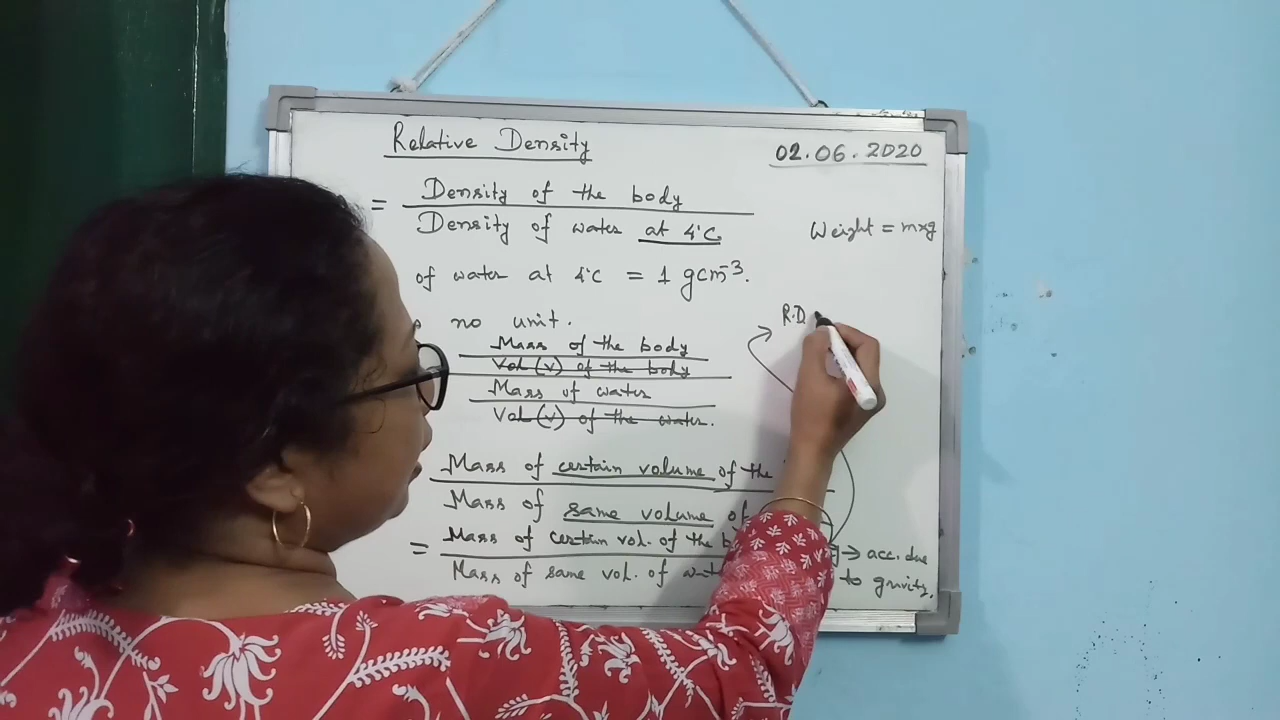 Relative Density
02.06.2020
= Density of the body
Density of water at 4°C
Weight = mxg
of water at 4°C = 1 gcm⁻³.
R.D
no unit.
Mass of the body
Vol(v) of the body
Mass of water
Vol(v) of the water.
Mass of certain volume of the
Mass of same volume of
= Mass of certain vol. of the
Mass of same vol. of
g → acc. due
to gravity.